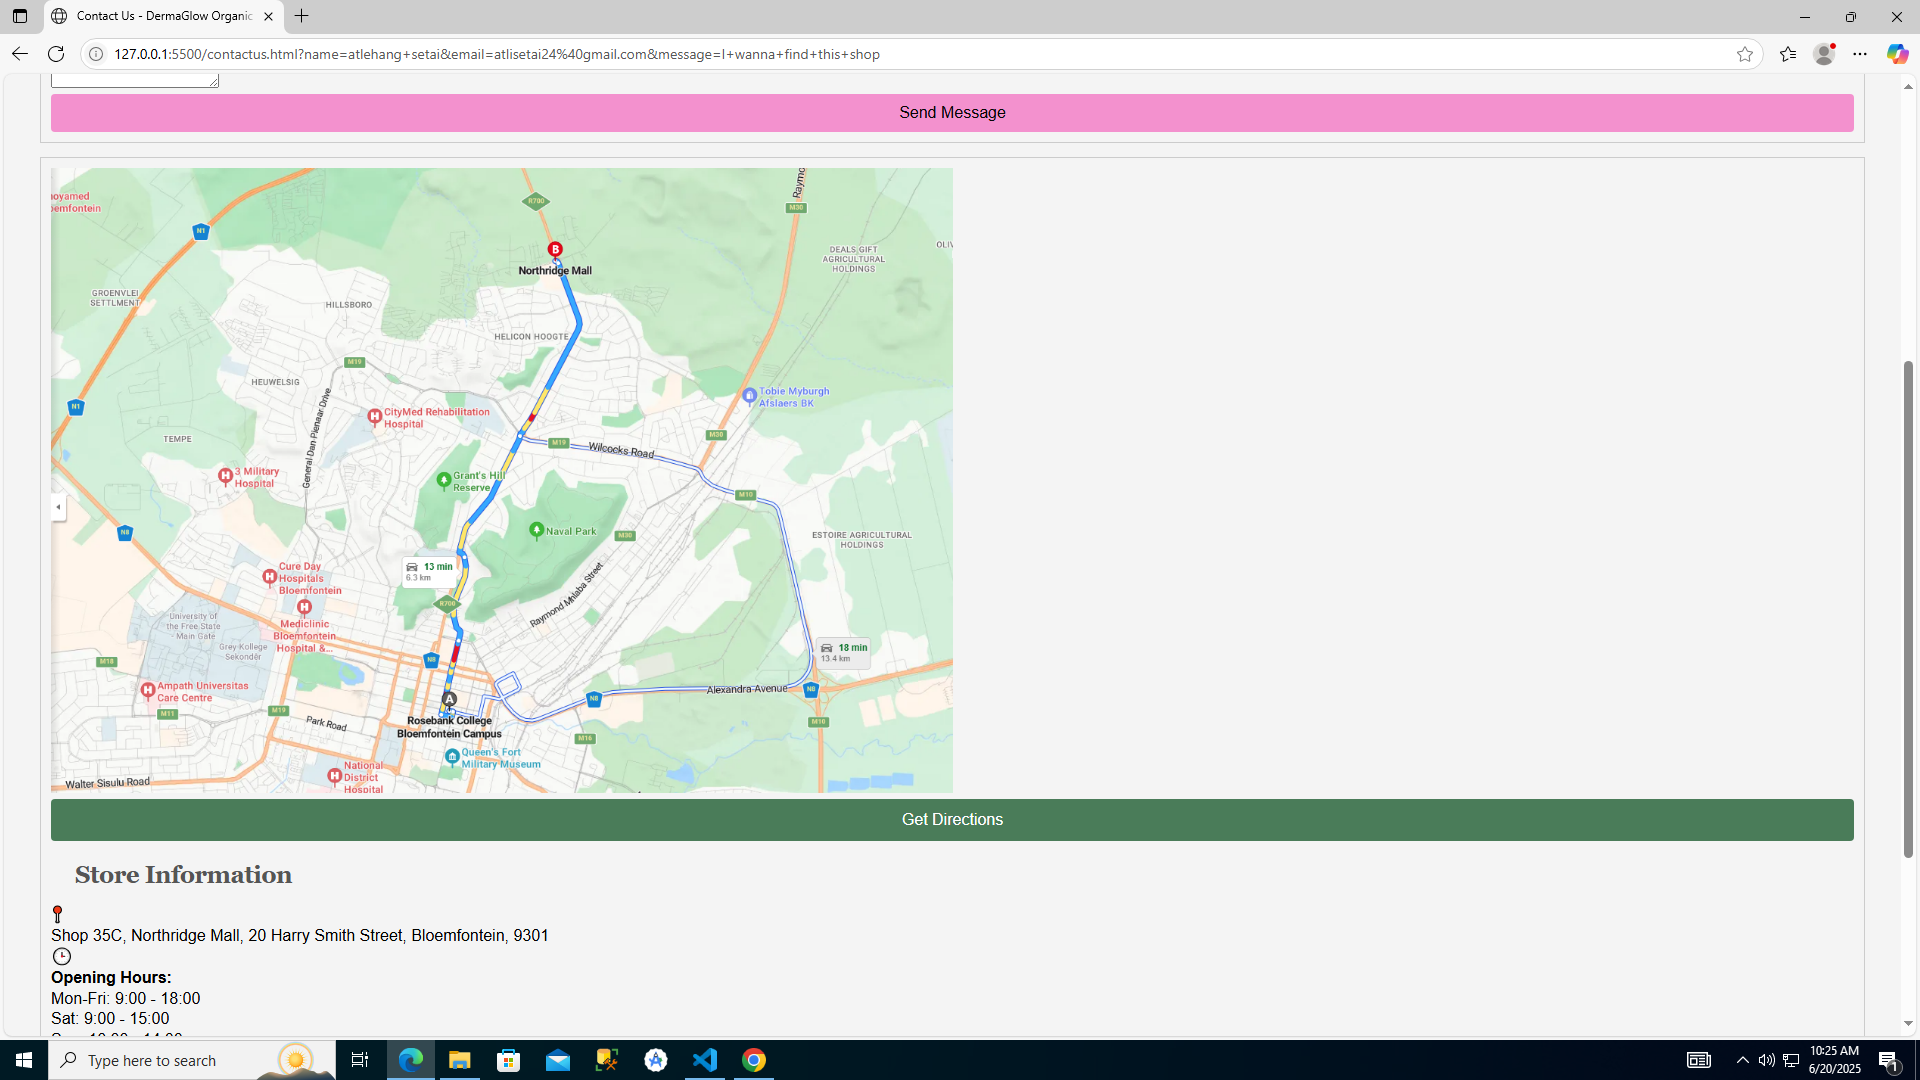 Contact Us - DermaGlow Organic
127.0.0.1:5500/contactus.html?name=atlehang+setai&email=atlisetai24%40gmail.com&message=I+wanna+find+this+shop
Send Message
R700
Raymo
M30
N1
DEALS GIFT
AGRICULTURAL
HOLDINGS
B
Northridge Mall
GROENVLEI
SETTLMENT
HILLSBORO
HELICON HOOGTE
M19
HEUWELSIG
N1
Tobie Myburgh
Afslaers BK
CityMed Rehabilitation
Hospital
General Dan Pienaar Drive
TEMPE
M30
M19
Wilcocks Road
3 Military
Hospital
Grant's Hill
Reserve
M10
N8
Naval Park
M30
ESTOIRE AGRICULTURAL
HOLDINGS
13 min
6.3 km
Cure Day
Hospitals
Bloemfontein
R700
Raymond Mhlaba Street
Mediclinic
Bloemfontein
Hospital &...
University of
the Free State
- Main Gate
Grey Kollege
Sekondêr
18 min
13.4 km
M18
N8
Ampath Universitas
Care Centre
A
N8
Alexandra Avenue
N8
M11
M19
Park Road
Rosebank College
Bloemfontein Campus
M10
M16
Queen's Fort
Military Museum
National
District
Hospital
Walter Sisulu Road
Get Directions
Store Information
Shop 35C, Northridge Mall, 20 Harry Smith Street, Bloemfontein, 9301
Opening Hours:
Mon-Fri: 9:00 - 18:00
Sat: 9:00 - 15:00
Type here to search
10:25 AM
6/20/2025
1